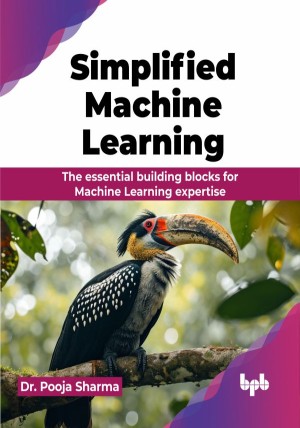 Simplified
Machine
Learning
The essential building blocks for
Machine Learning expertise
Dr. Pooja Sharma
bpb